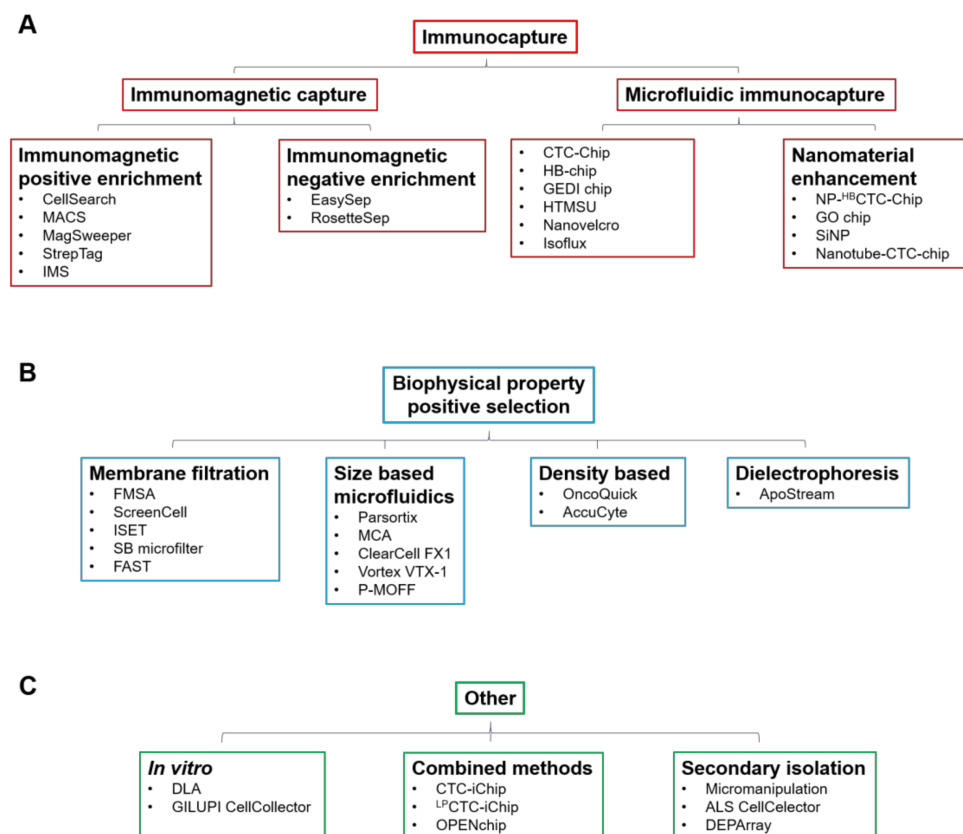 A
Immunocapture
Immunomagnetic capture
Microfluidic immunocapture
Immunomagnetic
positive enrichment
• CellSearch
• MACS
• MagSweeper
• StrepTag
• IMS
Immunomagnetic
negative enrichment
• EasySep
• RosetteSep
• CTC-Chip
• HB-chip
• GEDI chip
• HTMSU
• Nanovelcro
• Isoflux
Nanomaterial
enhancement
• NP-ᴴᴮCTC-Chip
• GO chip
• SiNP
• Nanotube-CTC-chip
B
Biophysical property
positive selection
Membrane filtration
• FMSA
• ScreenCell
• ISET
• SB microfilter
• FAST
Size based
microfluidics
• Parsortix
• MCA
• ClearCell FX1
• Vortex VTX-1
• P-MOFF
Density based
• OncoQuick
• AccuCyte
Dielectrophoresis
• ApoStream
C
Other
In vitro
• DLA
• GILUPI CellCollector
Combined methods
• CTC-iChip
• ᴸᴾCTC-iChip
• OPENchip
Secondary isolation
• Micromanipulation
• ALS CellCelector
• DEPArray